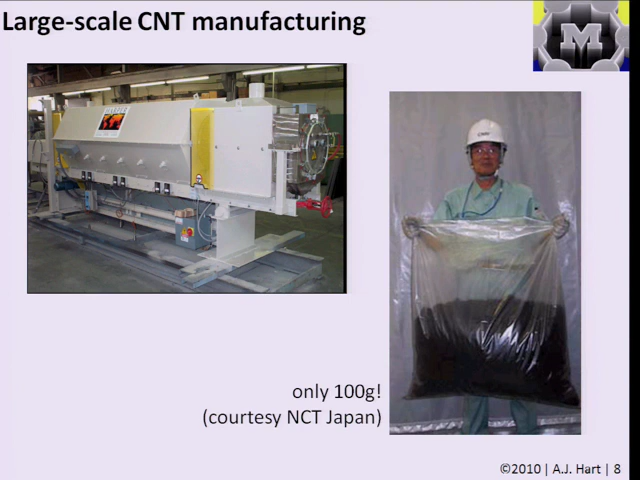 Large-scale CNT manufacturing
M
only 100g!
(courtesy NCT Japan)
©2010 | A.J. Hart | 8